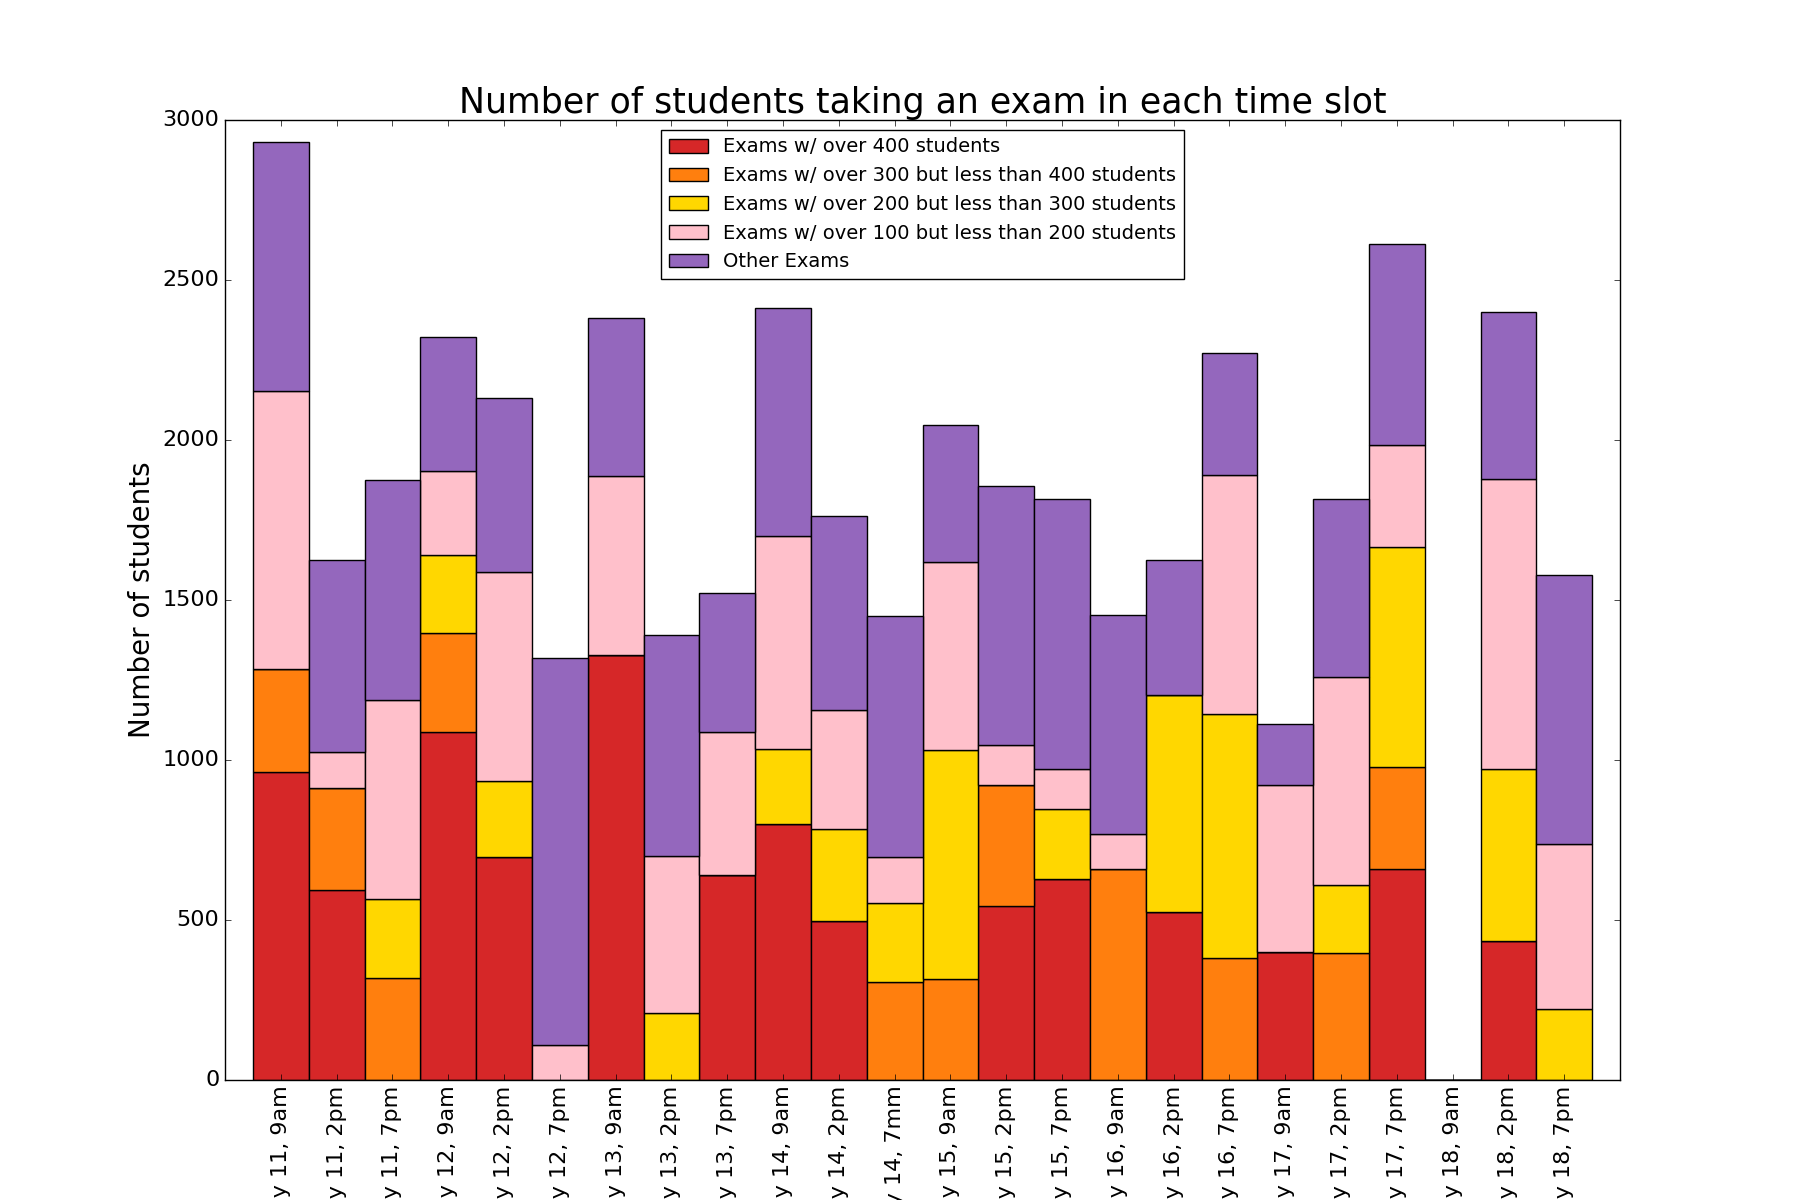 Number of students taking an exam in each time slot
Exams w/ over 400 students
Exams w/ over 300 but less than 400 students
Exams w/ over 200 but less than 300 students
Exams w/ over 100 but less than 200 students
Other Exams
Number of students
3000
2500
2000
1500
1000
500
0
y 11, 9am
y 11, 2pm
y 11, 7pm
y 12, 9am
y 12, 2pm
y 12, 7pm
y 13, 9am
y 13, 2pm
y 13, 7pm
y 14, 9am
y 14, 2pm
y 14, 7mm
y 15, 9am
y 15, 2pm
y 15, 7pm
y 16, 9am
y 16, 2pm
y 16, 7pm
y 17, 9am
y 17, 2pm
y 17, 7pm
y 18, 9am
y 18, 2pm
y 18, 7pm